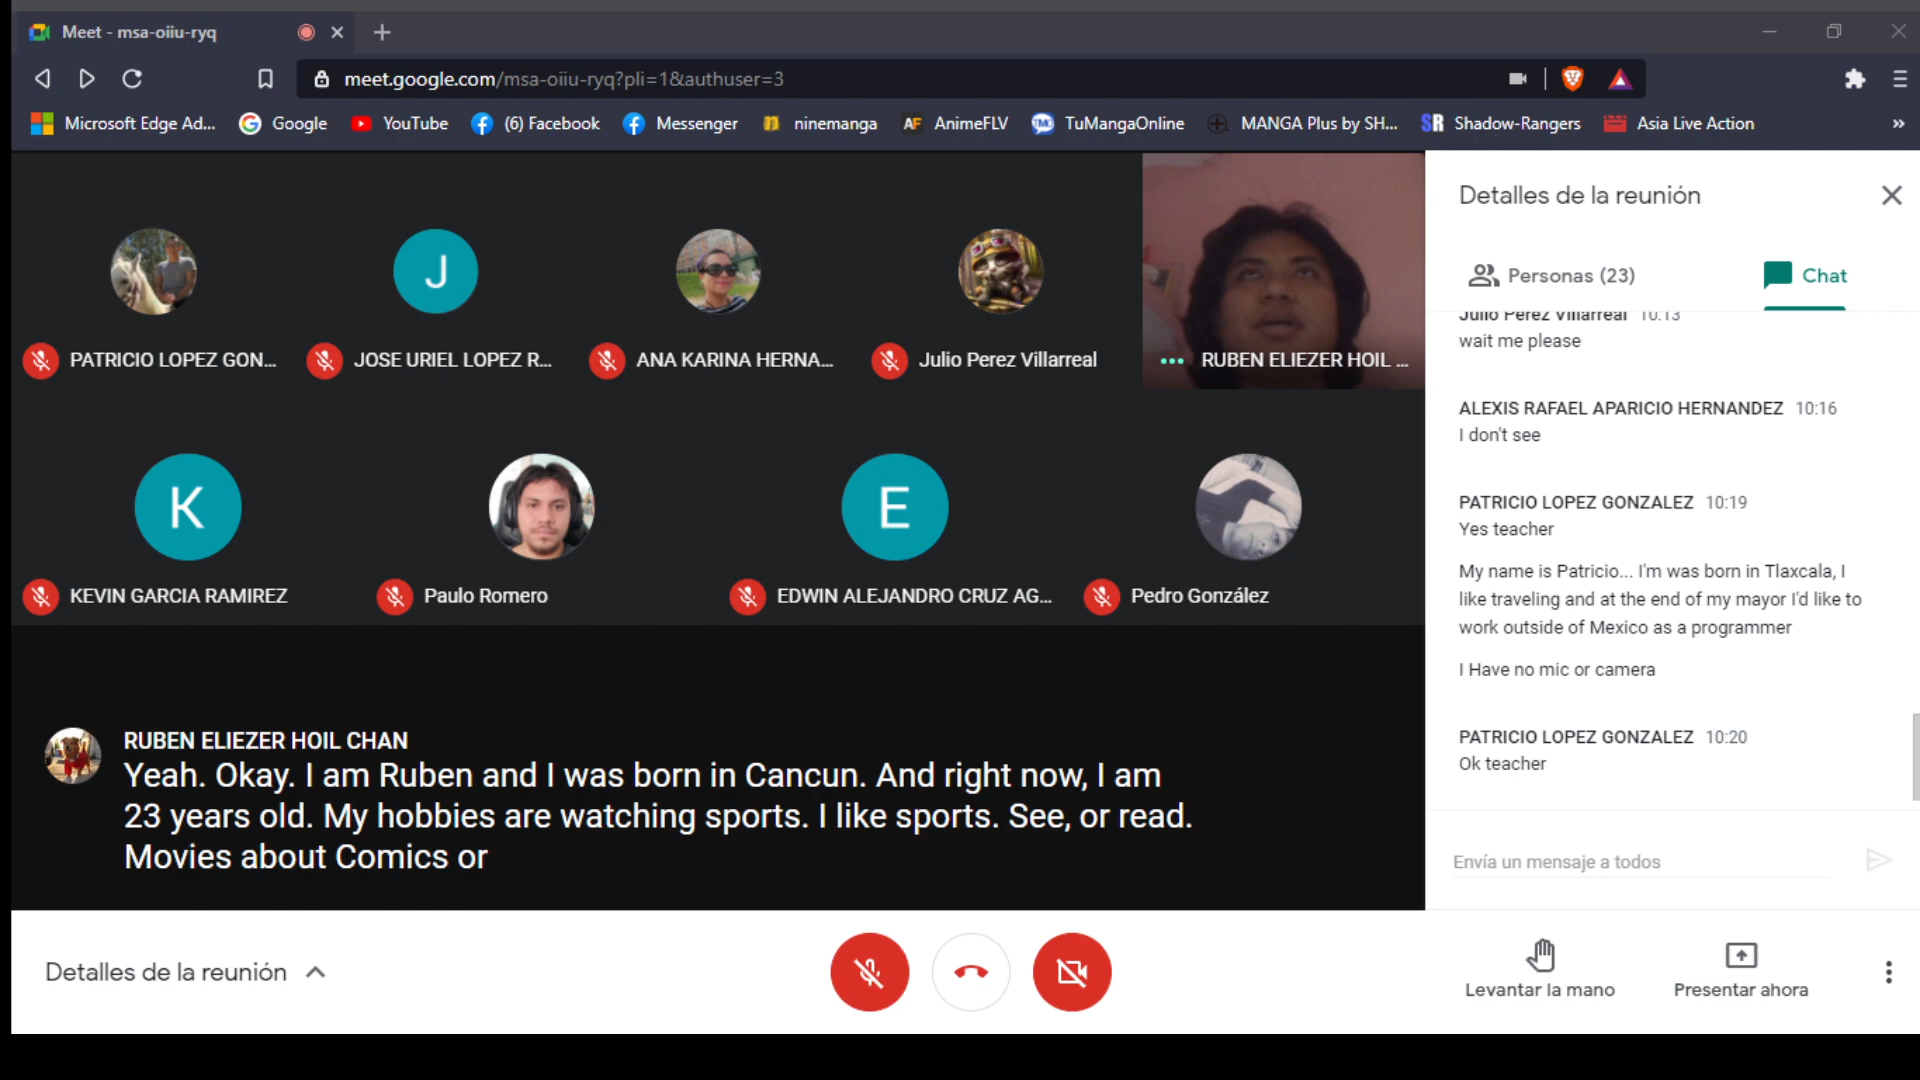 Meet - msa-oiiu-ryq
meet.google.com/msa-oiiu-ryq?pli=1&authuser=3
Microsoft Edge Ad...
Google
YouTube
(6) Facebook
Messenger
ninemanga
AF AnimeFLV
TMO TuMangaOnline
MANGA Plus by SH...
SR Shadow-Rangers
Asia Live Action
»
J
PATRICIO LOPEZ GON...
JOSE URIEL LOPEZ R...
ANA KARINA HERNA...
Julio Perez Villarreal
RUBEN ELIEZER HOIL ...
K
E
KEVIN GARCIA RAMIREZ
Paulo Romero
EDWIN ALEJANDRO CRUZ AG...
Pedro González
RUBEN ELIEZER HOIL CHAN
Yeah. Okay. I am Ruben and I was born in Cancun. And right now, I am
23 years old. My hobbies are watching sports. I like sports. See, or read.
Movies about Comics or
Detalles de la reunión
Personas (23)
Chat
Julio Perez Villarreal 10:13
wait me please
ALEXIS RAFAEL APARICIO HERNANDEZ 10:16
I don't see
PATRICIO LOPEZ GONZALEZ 10:19
Yes teacher
My name is Patricio... I'm was born in Tlaxcala, I
like traveling and at the end of my mayor I'd like to
work outside of Mexico as a programmer
I Have no mic or camera
PATRICIO LOPEZ GONZALEZ 10:20
Ok teacher
Envía un mensaje a todos
Detalles de la reunión
Levantar la mano
Presentar ahora